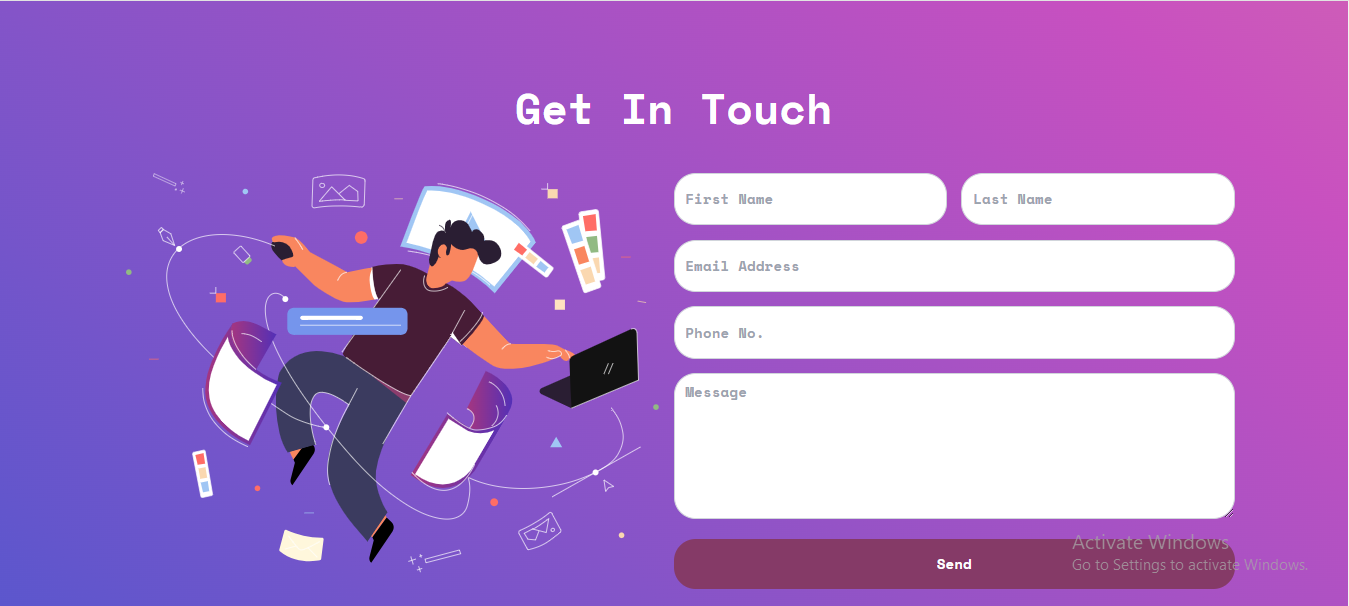 Get In Touch
First Name
Last Name
Email Address
Phone No.
Message
Send
Activate Windows
Go to Settings to activate Windows.